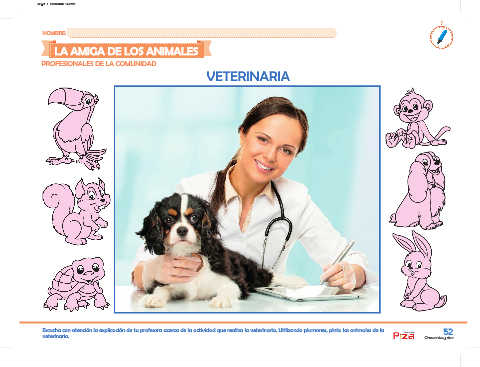 NOMBRE:
LA AMIGA DE LOS ANIMALES
PROFESIONALES DE LA COMUNIDAD
VETERINARIA
Escucha con atención la explicación de tu profesora acerca de la actividad que realiza la veterinaria. Utilizando plumones, pinta los animales de la
veterinaria.
52